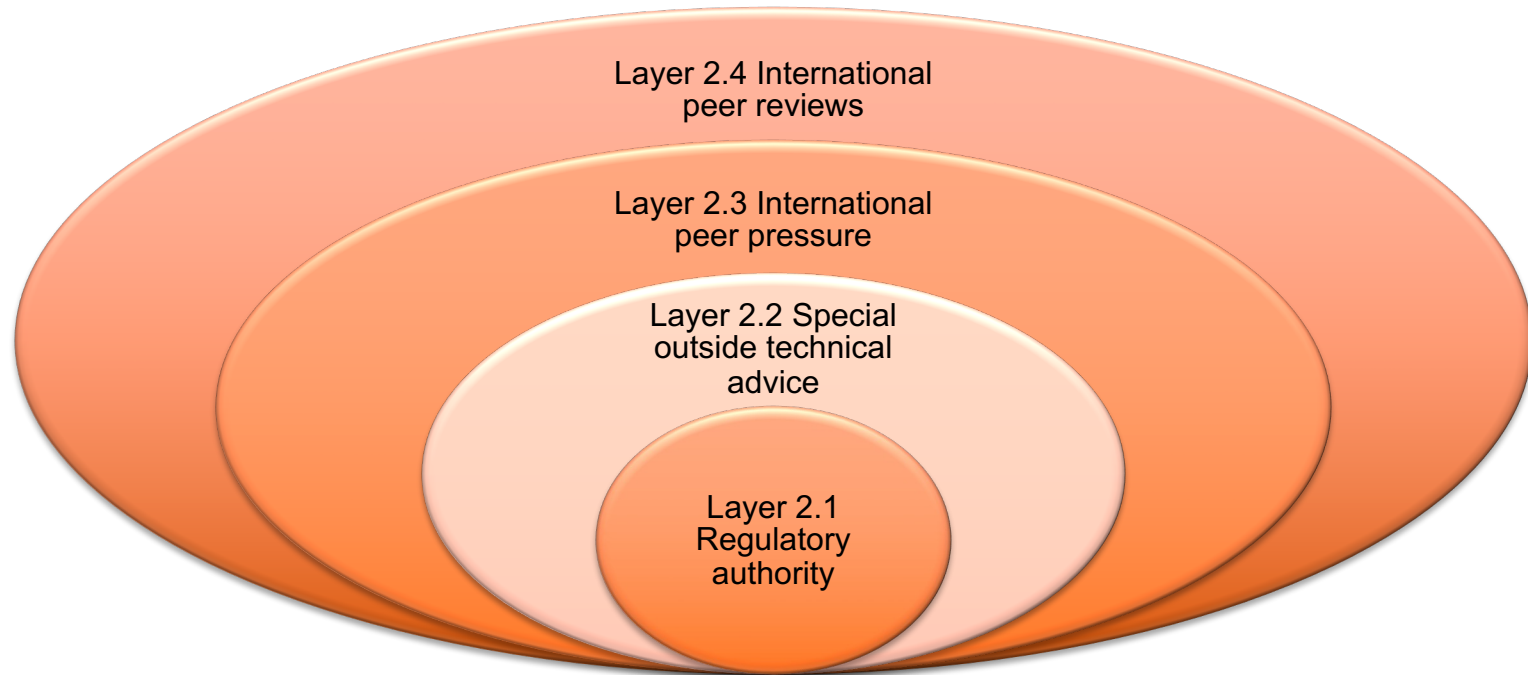 Layer 2.4 International
peer reviews
Layer 2.3 International
peer pressure
Layer 2.2 Special
outside technical
advice
Layer 2.1
Regulatory
authority